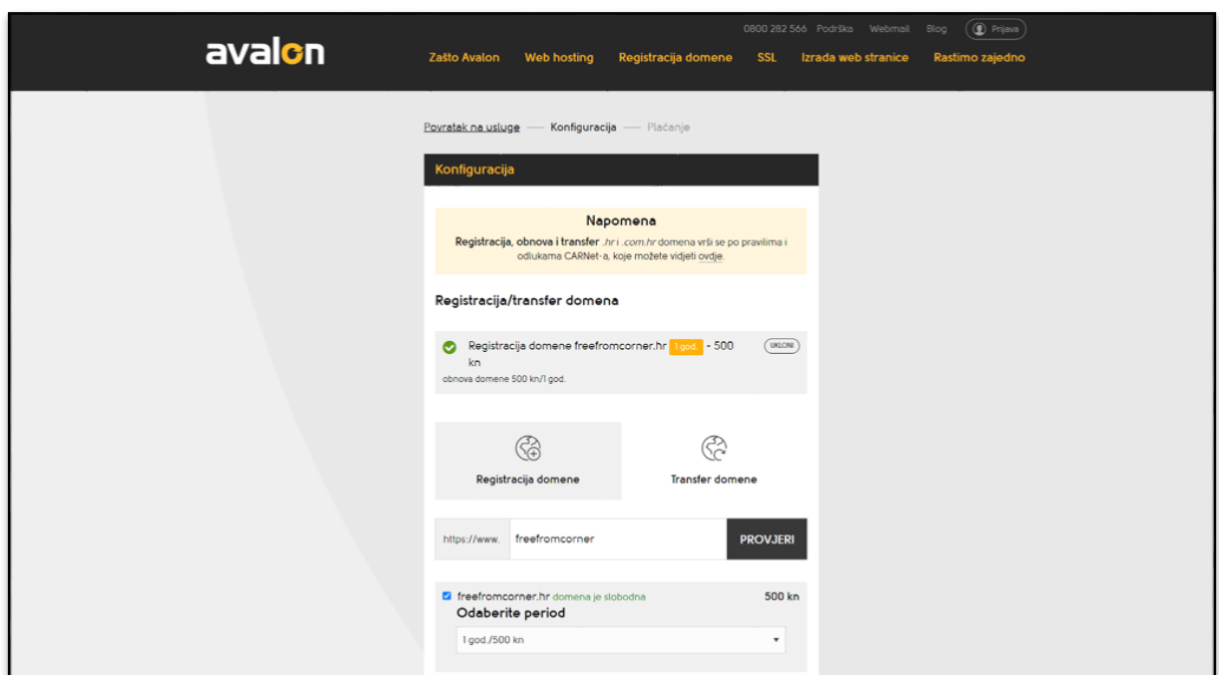 0800 282 566 Podrška Webmail Blog Prijava
avalon
Zašto Avalon Web hosting Registracija domene SSL Izrada web stranice Rastimo zajedno
Povratak na usluge — Konfiguracija — Plaćanje
Konfiguracija
Napomena
Registracija, obnova i transfer .hr i .com.hr domena vrši se po pravilima i
odlukama CARNet-a, koje možete vidjeti ovdje.
Registracija/transfer domena
Registracija domene freefromcorner.hr 1 god. - 500
kn
UKLONI
obnova domene 500 kn/1 god.
Registracija domene
Transfer domene
https://www. freefromcorner PROVJERI
freefromcorner.hr domena je slobodna 500 kn
Odaberite period
1 god./500 kn